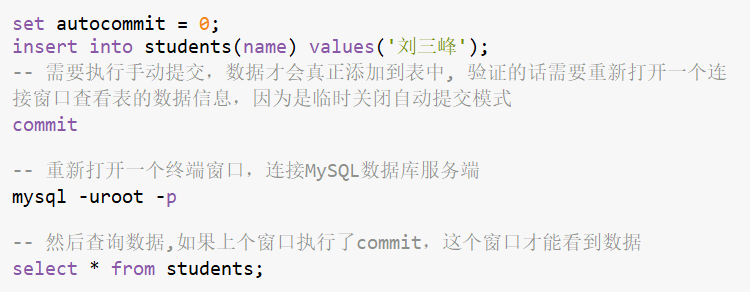 set autocommit = 0;
insert into students(name) values('刘三峰');
-- 需要执行手动提交，数据才会真正添加到表中, 验证的话需要重新打开一个连
接窗口查看表的数据信息，因为是临时关闭自动提交模式
commit
-- 重新打开一个终端窗口，连接MySQL数据库服务端
mysql -uroot -p
-- 然后查询数据,如果上个窗口执行了commit，这个窗口才能看到数据
select * from students;